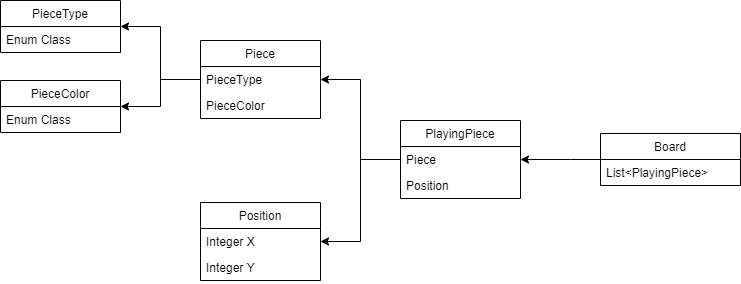 PieceType
Enum Class
PieceColor
Enum Class
Piece
PieceType
PieceColor
Position
Integer X
Integer Y
PlayingPiece
Piece
Position
Board
List<PlayingPiece>